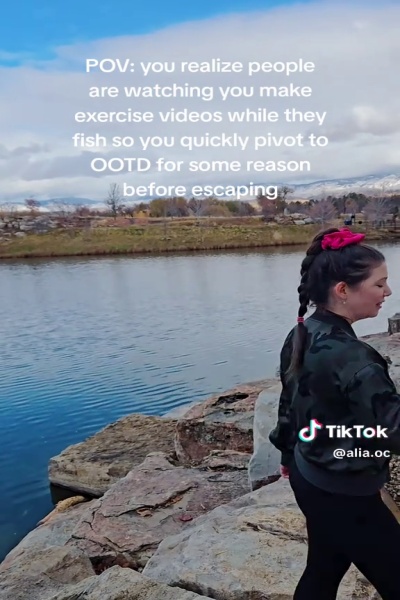 POV: you realize people
are watching you make
exercise videos while they
fish so you quickly pivot to
OOTD for some reason
before escaping
TikTok
@alia.oc